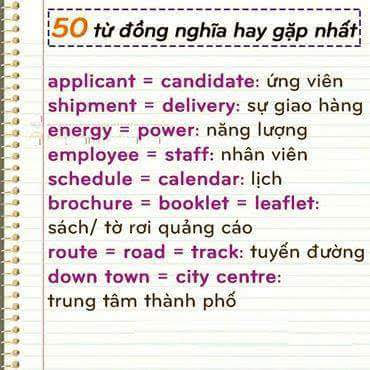 50 từ đồng nghĩa hay gặp nhất
applicant = candidate: ứng viên
shipment = delivery: sự giao hàng
energy = power: năng lượng
employee = staff: nhân viên
schedule = calendar: lịch
brochure = booklet = leaflet:
sách/ tờ rơi quảng cáo
route = road = track: tuyến đường
down town = city centre:
trung tâm thành phố